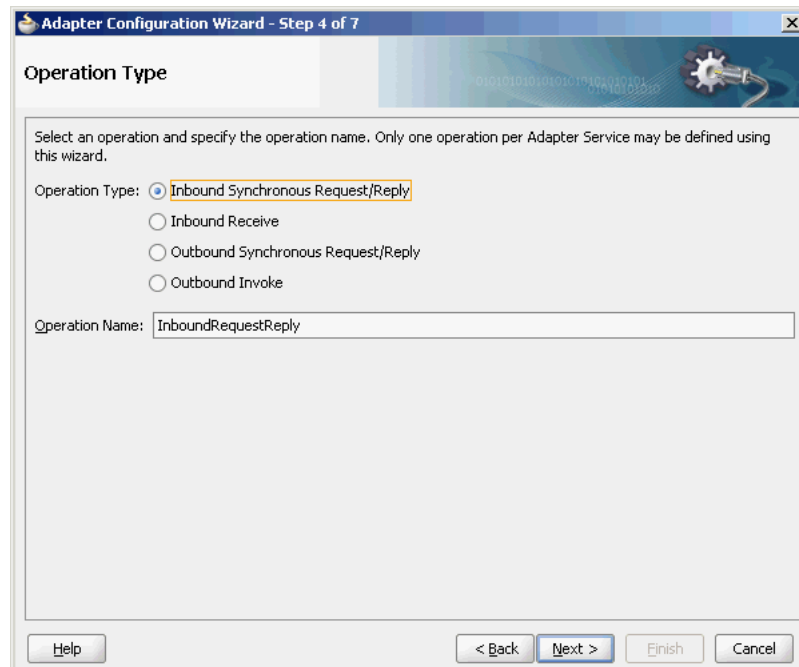 Adapter Configuration Wizard - Step 4 of 7
Operation Type
Select an operation and specify the operation name. Only one operation per Adapter Service may be defined using
this wizard.
Operation Type: Inbound Synchronous Request/Reply
Inbound Receive
Outbound Synchronous Request/Reply
Outbound Invoke
Operation Name: InboundRequestReply
Help < Back Next > Finish Cancel